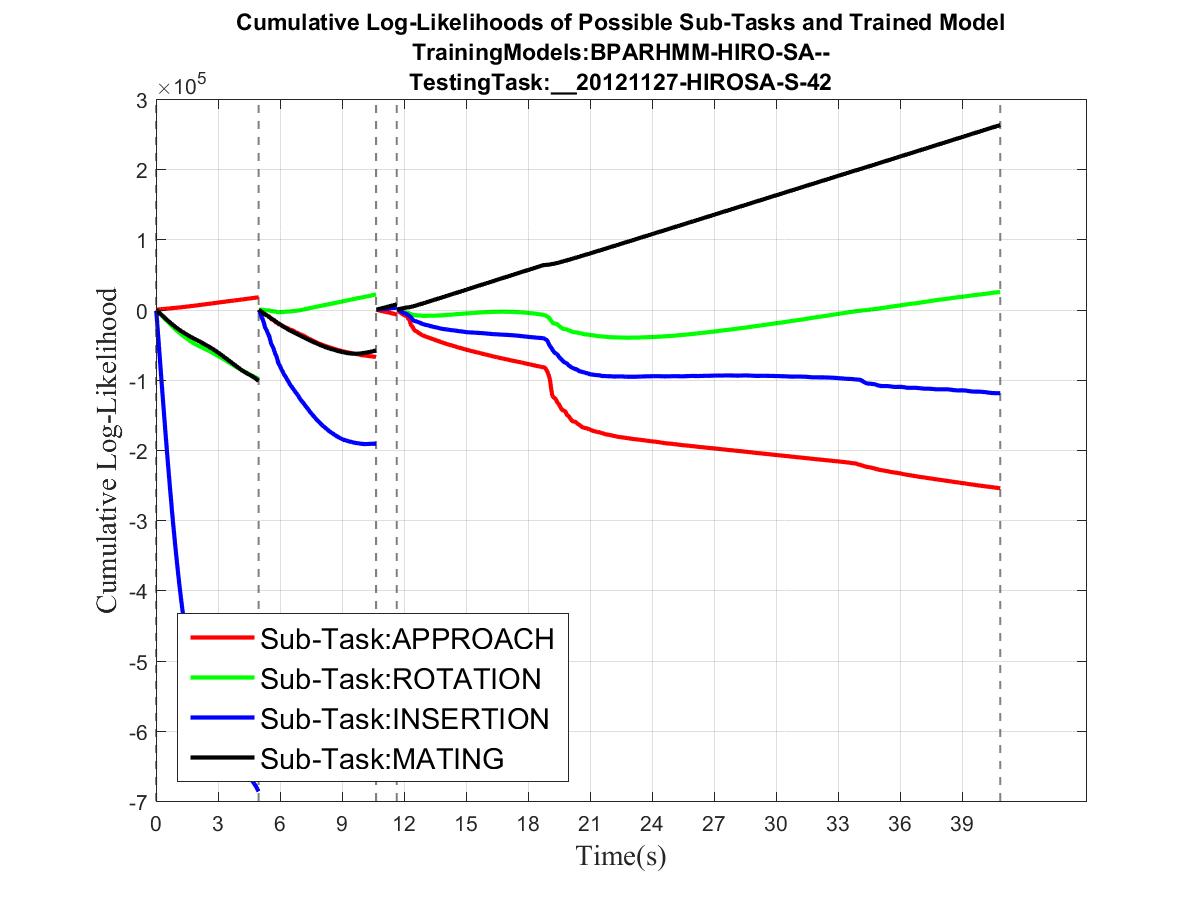 Cumulative Log-Likelihoods of Possible Sub-Tasks and Trained Model
TrainingModels:BPARHMM-HIRO-SA--
TestingTask:__20121127-HIROSA-S-42
×10⁵
3
2
1
0
-1
-2
-3
-4
-5
-6
-7
Cumulative Log-Likelihood
Sub-Task:APPROACH
Sub-Task:ROTATION
Sub-Task:INSERTION
Sub-Task:MATING
0 3 6 9 12 15 18 21 24 27 30 33 36 39
Time(s)